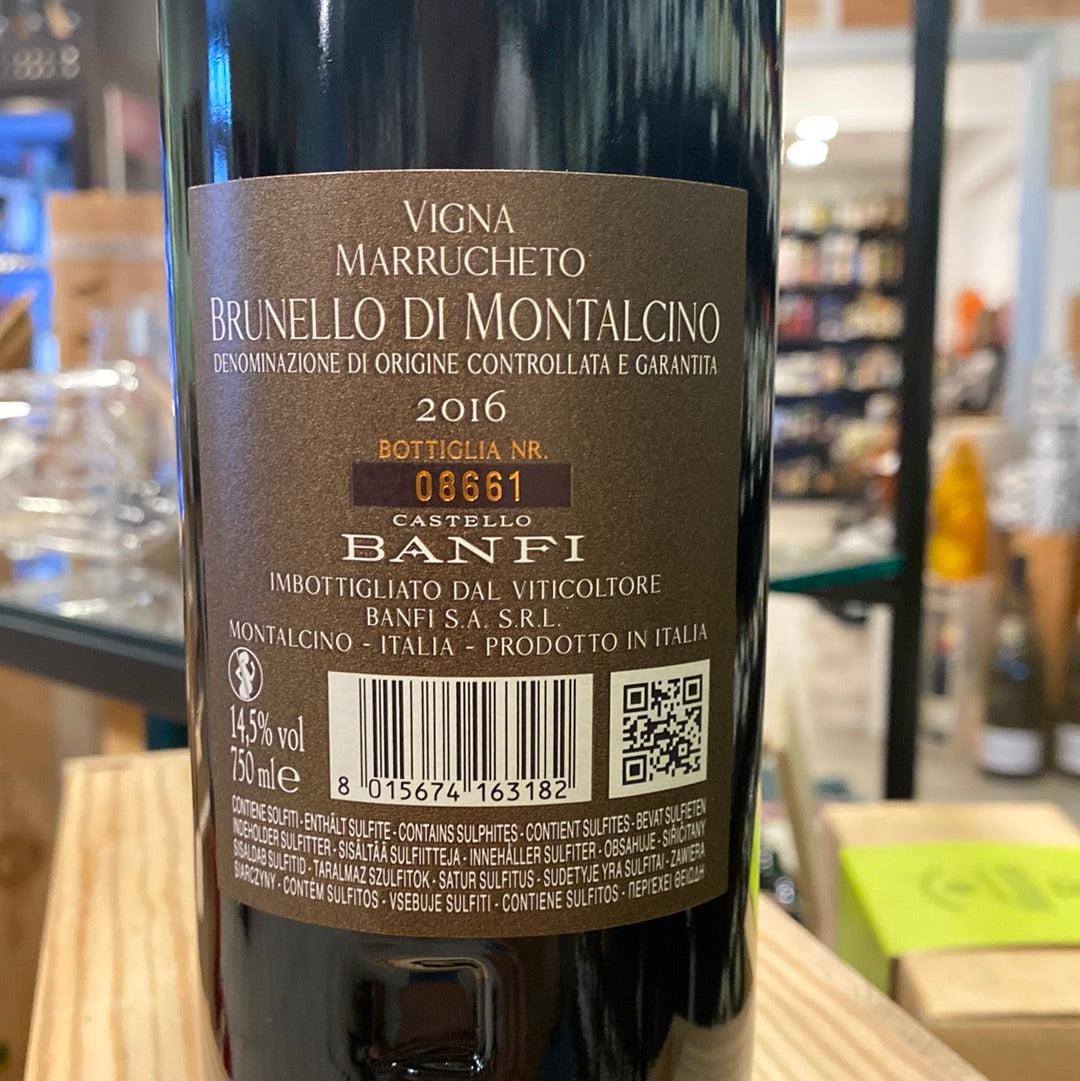 VIGNA
MARRUCHETO
BRUNELLO DI MONTALCINO
DENOMINAZIONE DI ORIGINE CONTROLLATA E GARANTITA
2016
BOTTIGLIA NR.
08661
CASTELLO
BANFI
IMBOTTIGLIATO DAL VITICOLTORE
BANFI S.A. S.R.L.
MONTALCINO - ITALIA - PRODOTTO IN ITALIA
14,5% vol
750 ml e
8 015674 163182
CONTIENE SOLFITI - ENTHÄLT SULFITE - CONTAINS SULPHITES - CONTIENT SULFITES - BEVAT SULFIETEN
INDEHOLDER SULFITTER - SISÄLTÄÄ SULFIITTEJA - INNEHÅLLER SULFITER - OBSAHUJE - SIŘIČITANY
SISALDAB SULFITID - TARALMAZ SZULFITOK - SATUR SULFITUS - SUDETYJE YRA SULFITAI - ZAWIERA
SIARCZYNY - CONTÉM SULFITOS - VSEBUJE SULFITI - CONTIENE SULFITOS - ΠΕΡΙΕΧΕΙ ΘΕΙΩΔΗ